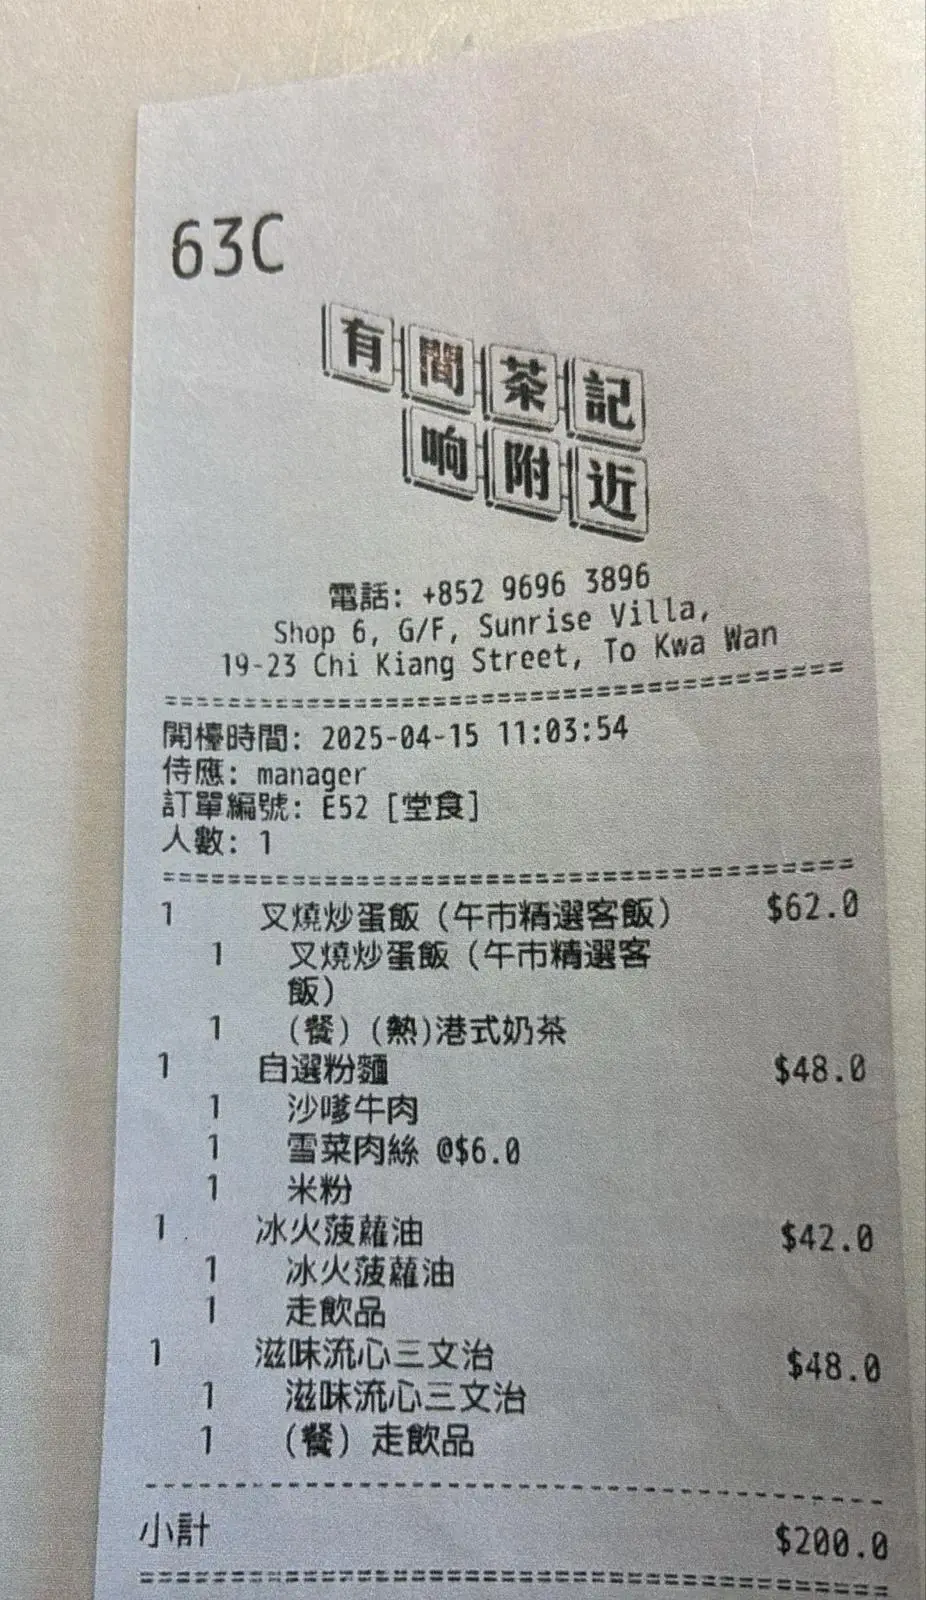 63C
有間茶記
响附近
電話: +852 9696 3896
Shop 6, G/F, Sunrise Villa,
19-23 Chi Kiang Street, To Kwa Wan
開檯時間: 2025-04-15 11:03:54
侍應: manager
訂單編號: E52 [堂食]
人數: 1
1 叉燒炒蛋飯 (午市精選客飯) $62.0
1 叉燒炒蛋飯 (午市精選客
飯)
1 (餐) (熱)港式奶茶
1 自選粉麵 $48.0
1 沙嗲牛肉
1 雪菜肉絲 @$6.0
1 米粉
1 冰火菠蘿油 $42.0
1 冰火菠蘿油
1 走飲品
1 滋味流心三文治 $48.0
1 滋味流心三文治
1 (餐) 走飲品
小計 $200.0